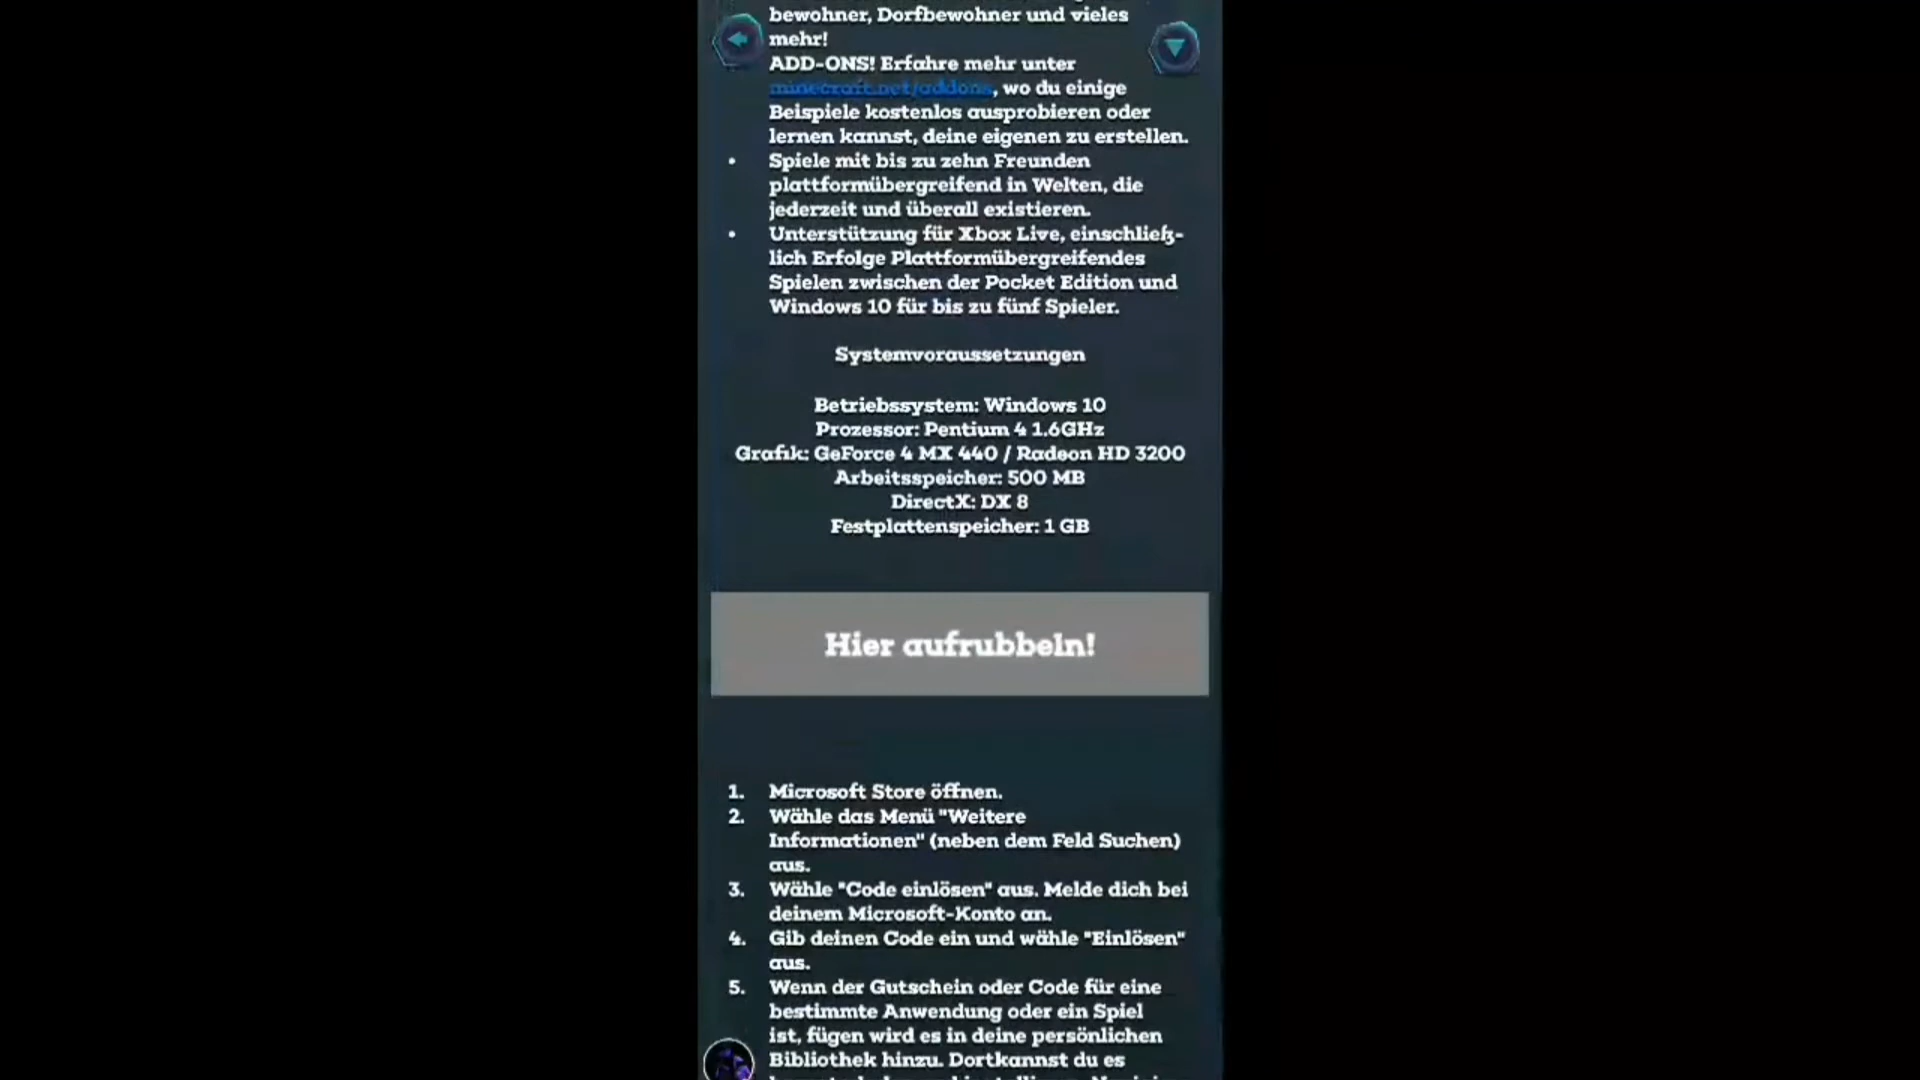 bewohner, Dorfbewohner und vieles
mehr!
ADD-ONS! Erfahre mehr unter
minecraft.net/addons, wo du einige
Beispiele kostenlos ausprobieren oder
lernen kannst, deine eigenen zu erstellen.
• Spiele mit bis zu zehn Freunden
plattformübergreifend in Welten, die
jederzeit und überall existieren.
• Unterstützung für Xbox Live, einschließ-
lich Erfolge Plattformübergreifendes
Spielen zwischen der Pocket Edition und
Windows 10 für bis zu fünf Spieler.
Systemvoraussetzungen
Betriebssystem: Windows 10
Prozessor: Pentium 4 1.6GHz
Grafik: GeForce 4 MX 440 / Radeon HD 3200
Arbeitsspeicher: 500 MB
DirectX: DX 8
Festplattenspeicher: 1 GB
Hier aufrubbeln!
1. Microsoft Store öffnen.
2. Wähle das Menü "Weitere
Informationen" (neben dem Feld Suchen)
aus.
3. Wähle "Code einlösen" aus. Melde dich bei
deinem Microsoft-Konto an.
4. Gib deinen Code ein und wähle "Einlösen"
aus.
5. Wenn der Gutschein oder Code für eine
bestimmte Anwendung oder ein Spiel
ist, fügen wird es in deine persönlichen
Bibliothek hinzu. Dortkannst du es